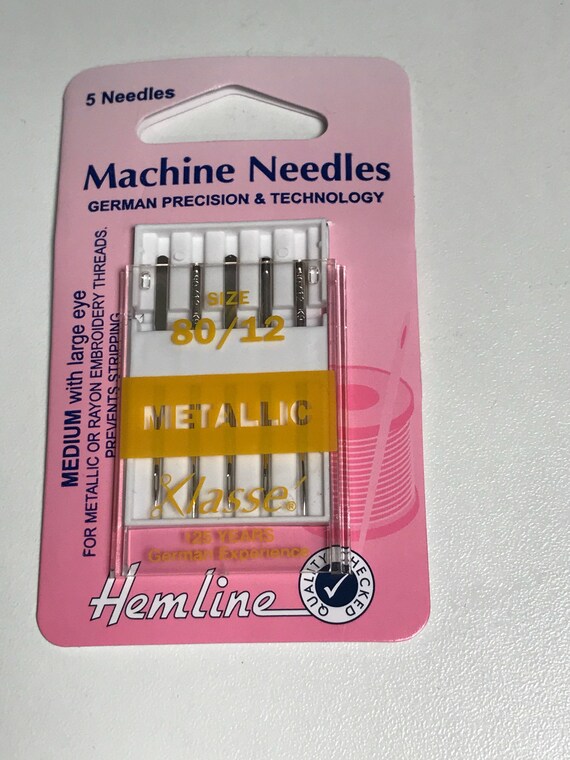 5 Needles
Machine Needles
GERMAN PRECISION & TECHNOLOGY
MEDIUM with large eye
FOR METALLIC OR RAYON EMBROIDERY THREADS.
PREVENTS STRIPPING
SIZE
80/12
METALLIC
Klassé®
125 YEARS
German Experience
Hemline
QUALITY CHECKED